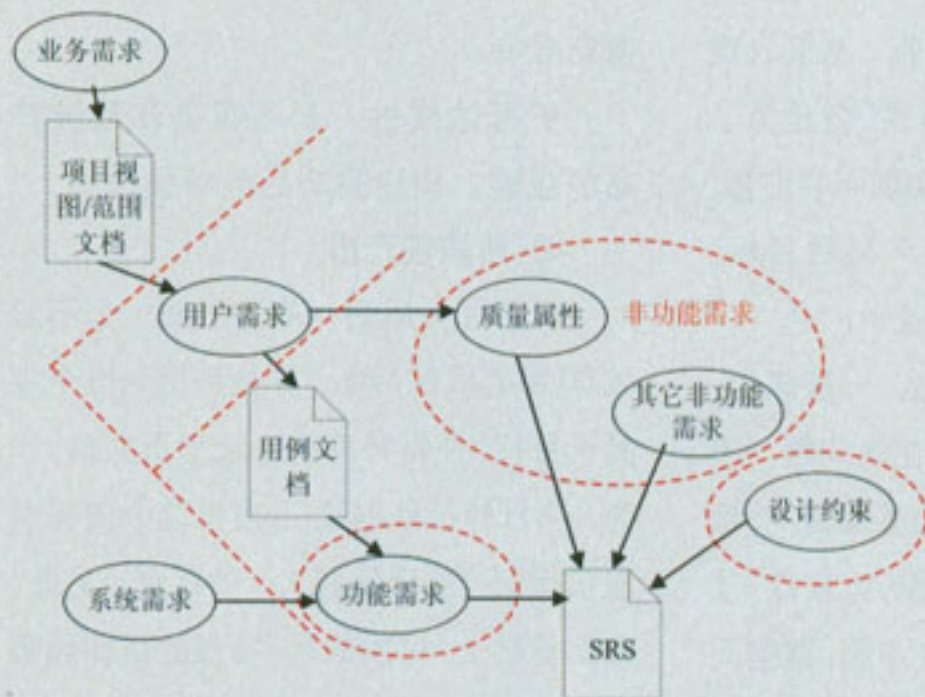 业务需求
项目视
图/范围
文档
用户需求
质量属性
非功能需求
其它非功能
需求
用例文
档
设计约束
系统需求
功能需求
SRS